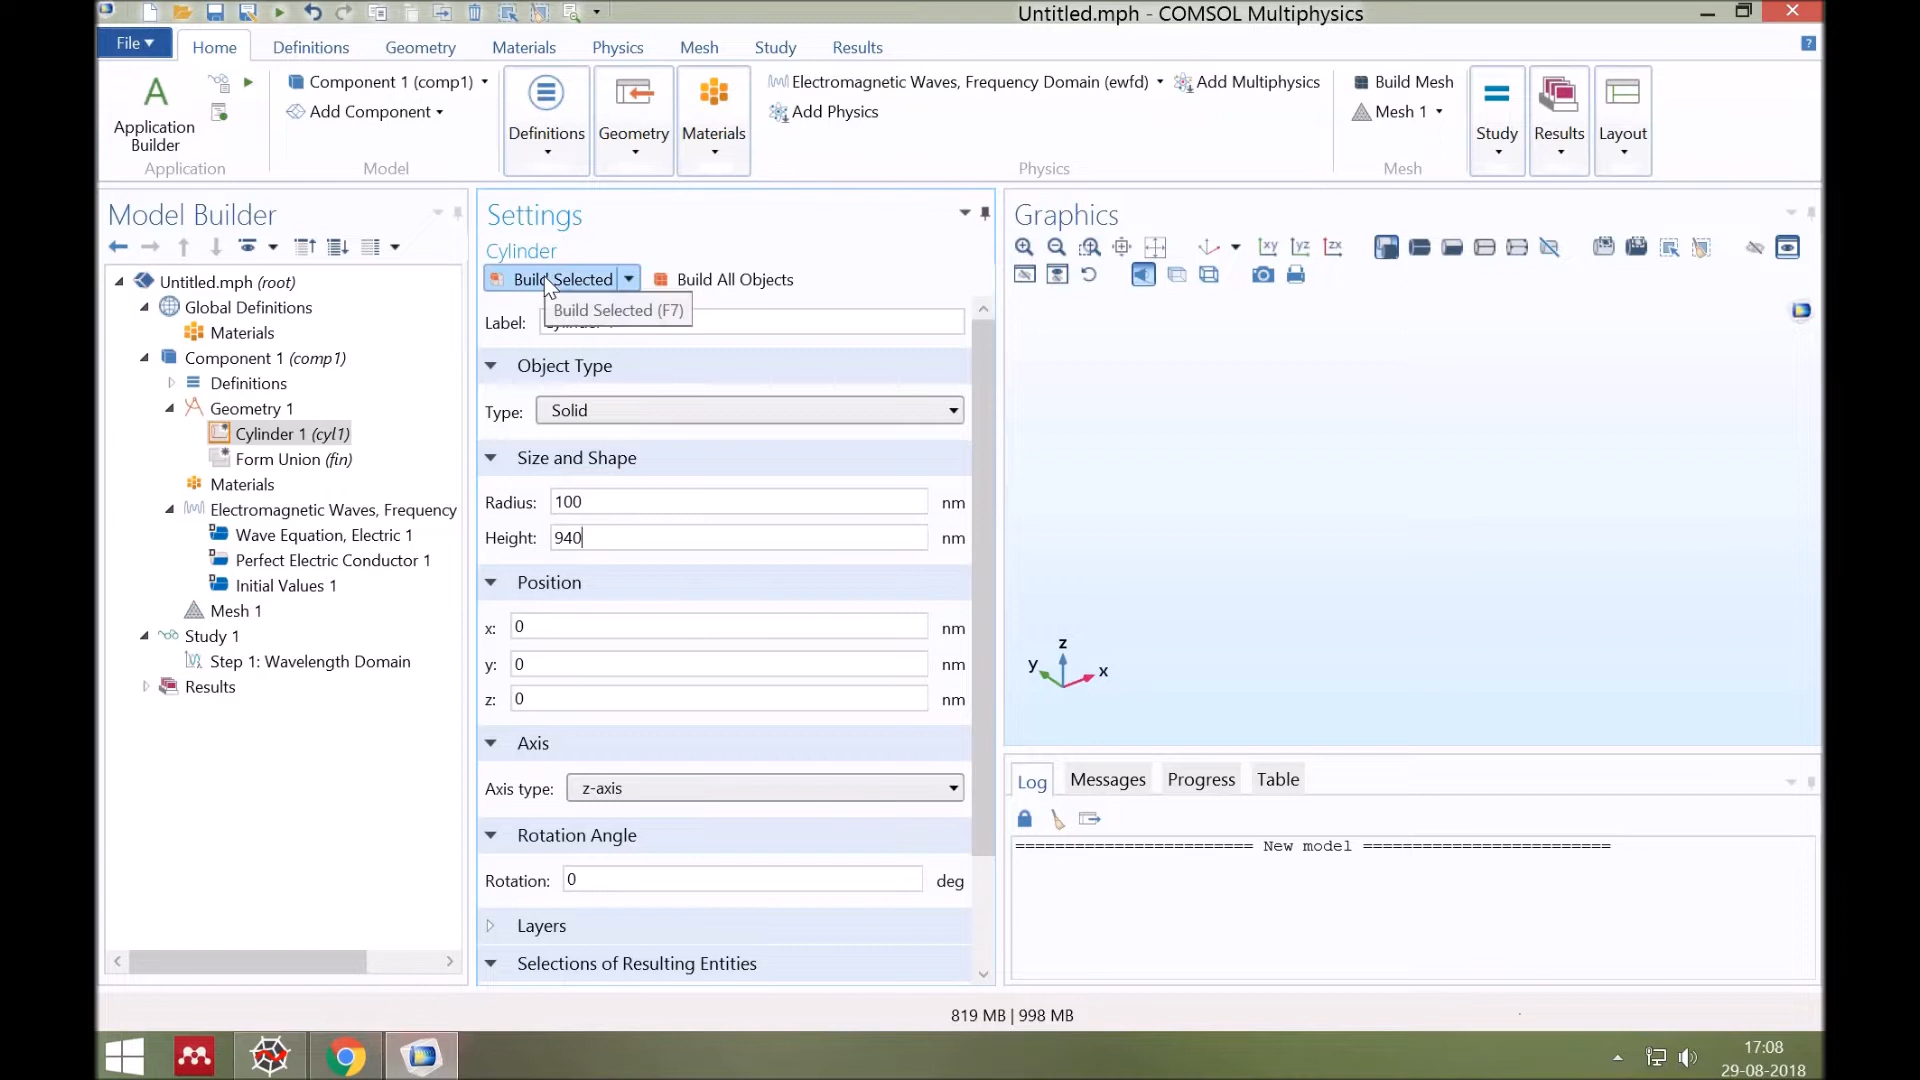 Untitled.mph - COMSOL Multiphysics
File
Home
Definitions
Geometry
Materials
Physics
Mesh
Study
Results
Application
Builder
Component 1 (comp1)
Add Component
Definitions
Geometry
Materials
Electromagnetic Waves, Frequency Domain (ewfd)
Add Multiphysics
Add Physics
Build Mesh
Mesh 1
Study
Results
Layout
Application
Model
Physics
Mesh
Model Builder
Untitled.mph (root)
Global Definitions
Materials
Component 1 (comp1)
Definitions
Geometry 1
Cylinder 1 (cyl1)
Form Union (fin)
Materials
Electromagnetic Waves, Frequency
Wave Equation, Electric 1
Perfect Electric Conductor 1
Initial Values 1
Mesh 1
Study 1
Step 1: Wavelength Domain
Results
Settings
Cylinder
Build Selected
Build All Objects
Build Selected (F7)
Label:
Object Type
Type: Solid
Size and Shape
Radius: 100 nm
Height: 940 nm
Position
x: 0 nm
y: 0 nm
z: 0 nm
Axis
Axis type: z-axis
Rotation Angle
Rotation: 0 deg
Layers
Selections of Resulting Entities
Graphics
xy yz zx
z
y
x
Log
Messages
Progress
Table
======================== New model =========================
819 MB | 998 MB
17:08
29-08-2018